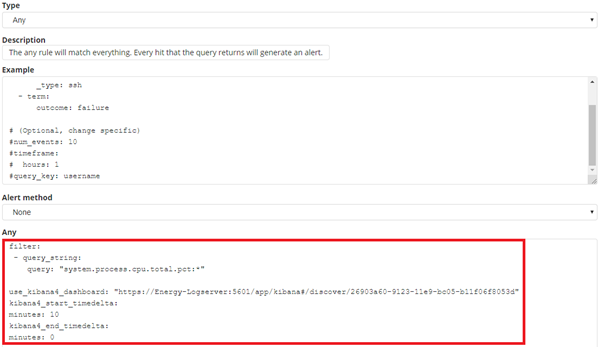 Type
Any
Description
The any rule will match everything. Every hit that the query returns will generate an alert.
Example
_type: ssh
- term:
outcome: failure
# (Optional, change specific)
#num_events: 10
#timeframe:
#  hours: 1
#query_key: username
Alert method
None
Any
filter:
- query_string:
query: "system.process.cpu.total.pct:*"
use_kibana4_dashboard: "https://Energy-Logserver:5601/app/kibana#/discover/26903a60-9123-11e9-bc05-b11f06f8053d"
kibana4_start_timedelta:
minutes: 10
kibana4_end_timedelta:
minutes: 0